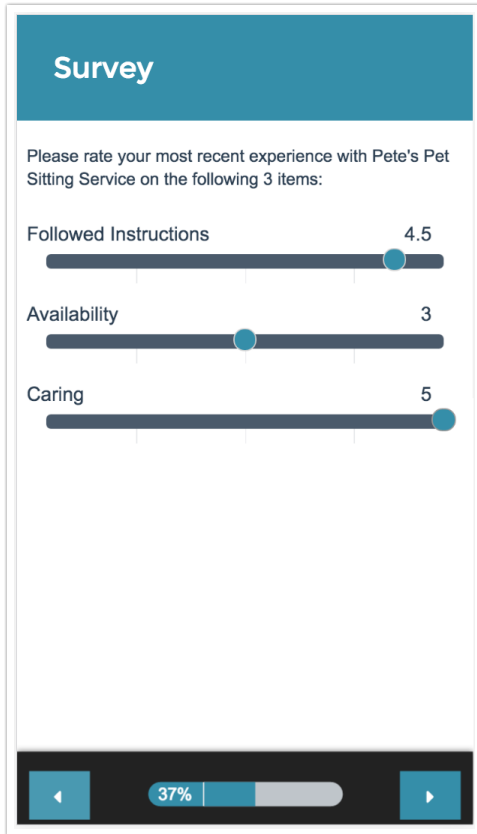 Survey
Please rate your most recent experience with Pete's Pet
Sitting Service on the following 3 items:
Followed Instructions 4.5
Availability 3
Caring 5
37%